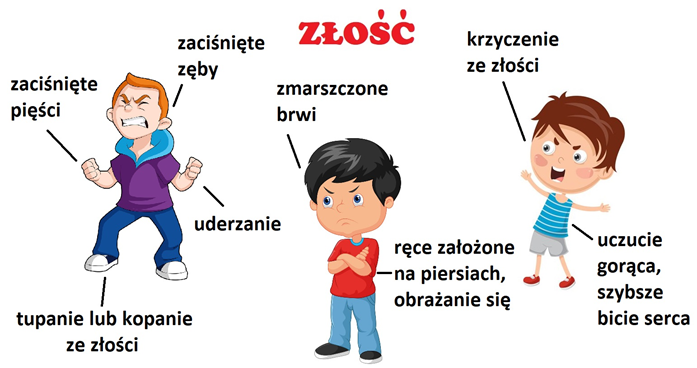 ZŁOŚĆ
zaciśnięte
pięści
zaciśnięte
zęby
uderzanie
tupanie lub kopanie
ze złości
zmarszczone
brwi
ręce założone
na piersiach,
obrażanie się
krzyczenie
ze złości
uczucie
gorąca,
szybsze
bicie serca